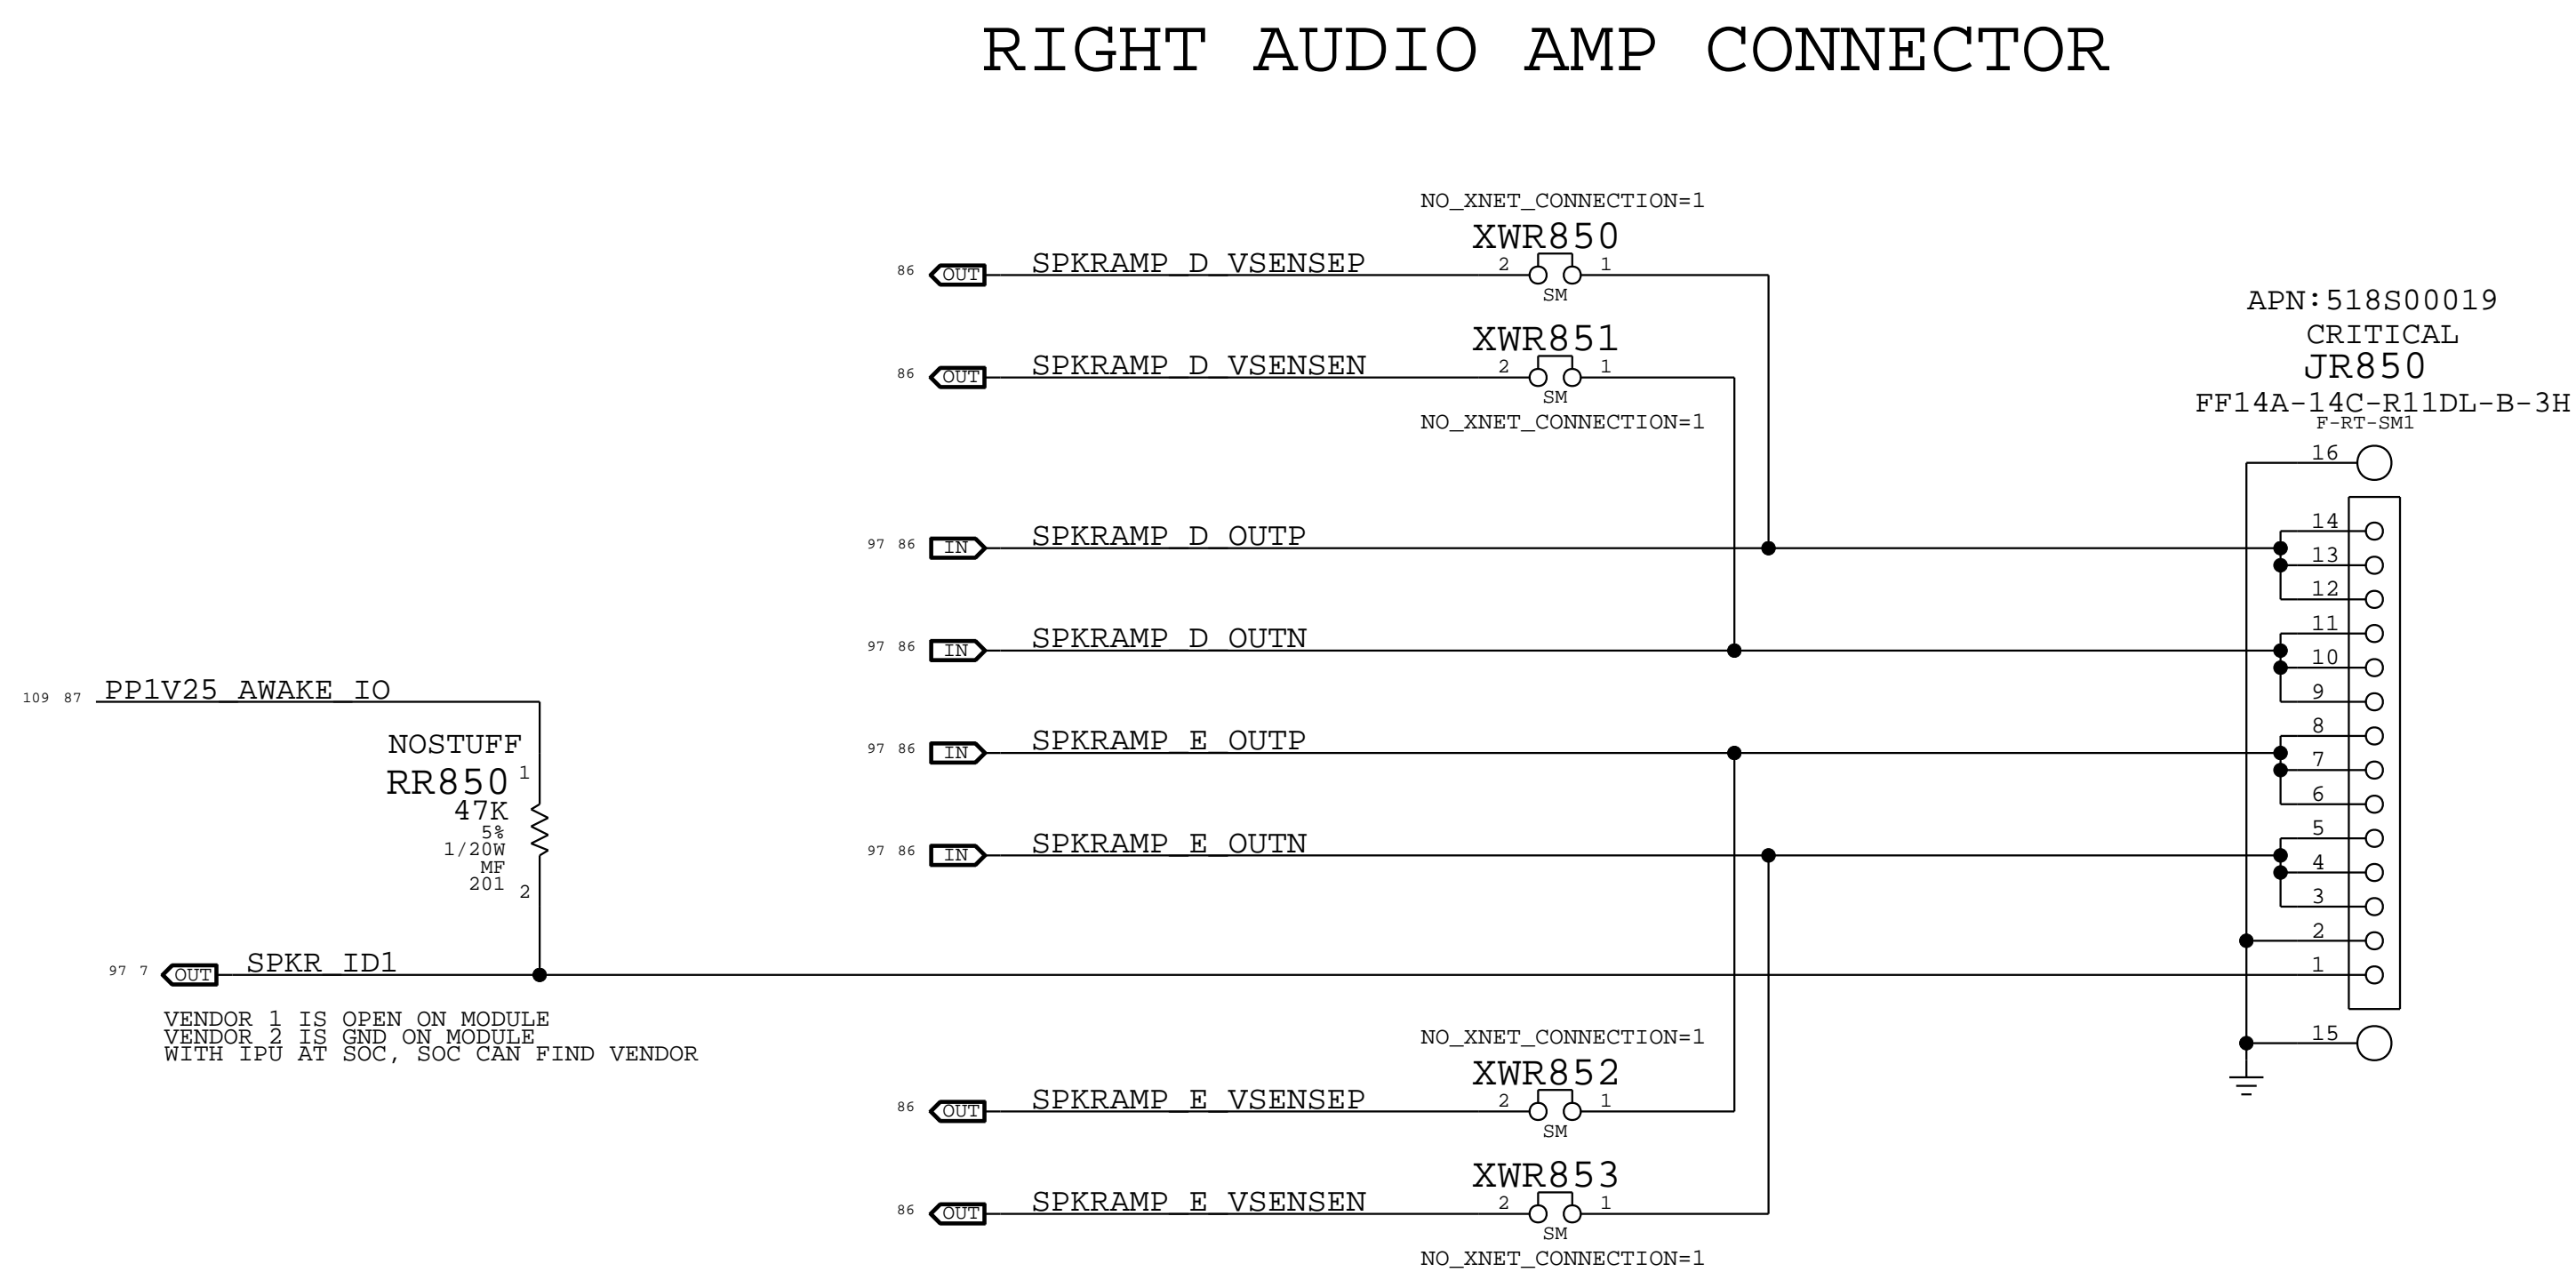 RIGHT AUDIO AMP CONNECTOR
NO_XNET_CONNECTION=1
XWR850
86 OUT SPKRAMP_D_VSENSEP 2 1
SM
XWR851
86 OUT SPKRAMP_D_VSENSEN 2 1
SM
NO_XNET_CONNECTION=1
APN:518S00019
CRITICAL
JR850
FF14A-14C-R11DL-B-3H
F-RT-SM1
16
14
97 86 IN SPKRAMP_D_OUTP
13
12
11
97 86 IN SPKRAMP_D_OUTN
10
9
109 87 PP1V25_AWAKE_IO
8
97 86 IN SPKRAMP_E_OUTP
7
6
NOSTUFF
RR850 1
47K
5%
1/20W
MF
201 2
5
97 86 IN SPKRAMP_E_OUTN
4
3
2
97 7 OUT SPKR_ID1 1
VENDOR 1 IS OPEN ON MODULE
VENDOR 2 IS GND ON MODULE
WITH IPU AT SOC, SOC CAN FIND VENDOR
15
NO_XNET_CONNECTION=1
XWR852
86 OUT SPKRAMP_E_VSENSEP 2 1
SM
XWR853
86 OUT SPKRAMP_E_VSENSEN 2 1
SM
NO_XNET_CONNECTION=1